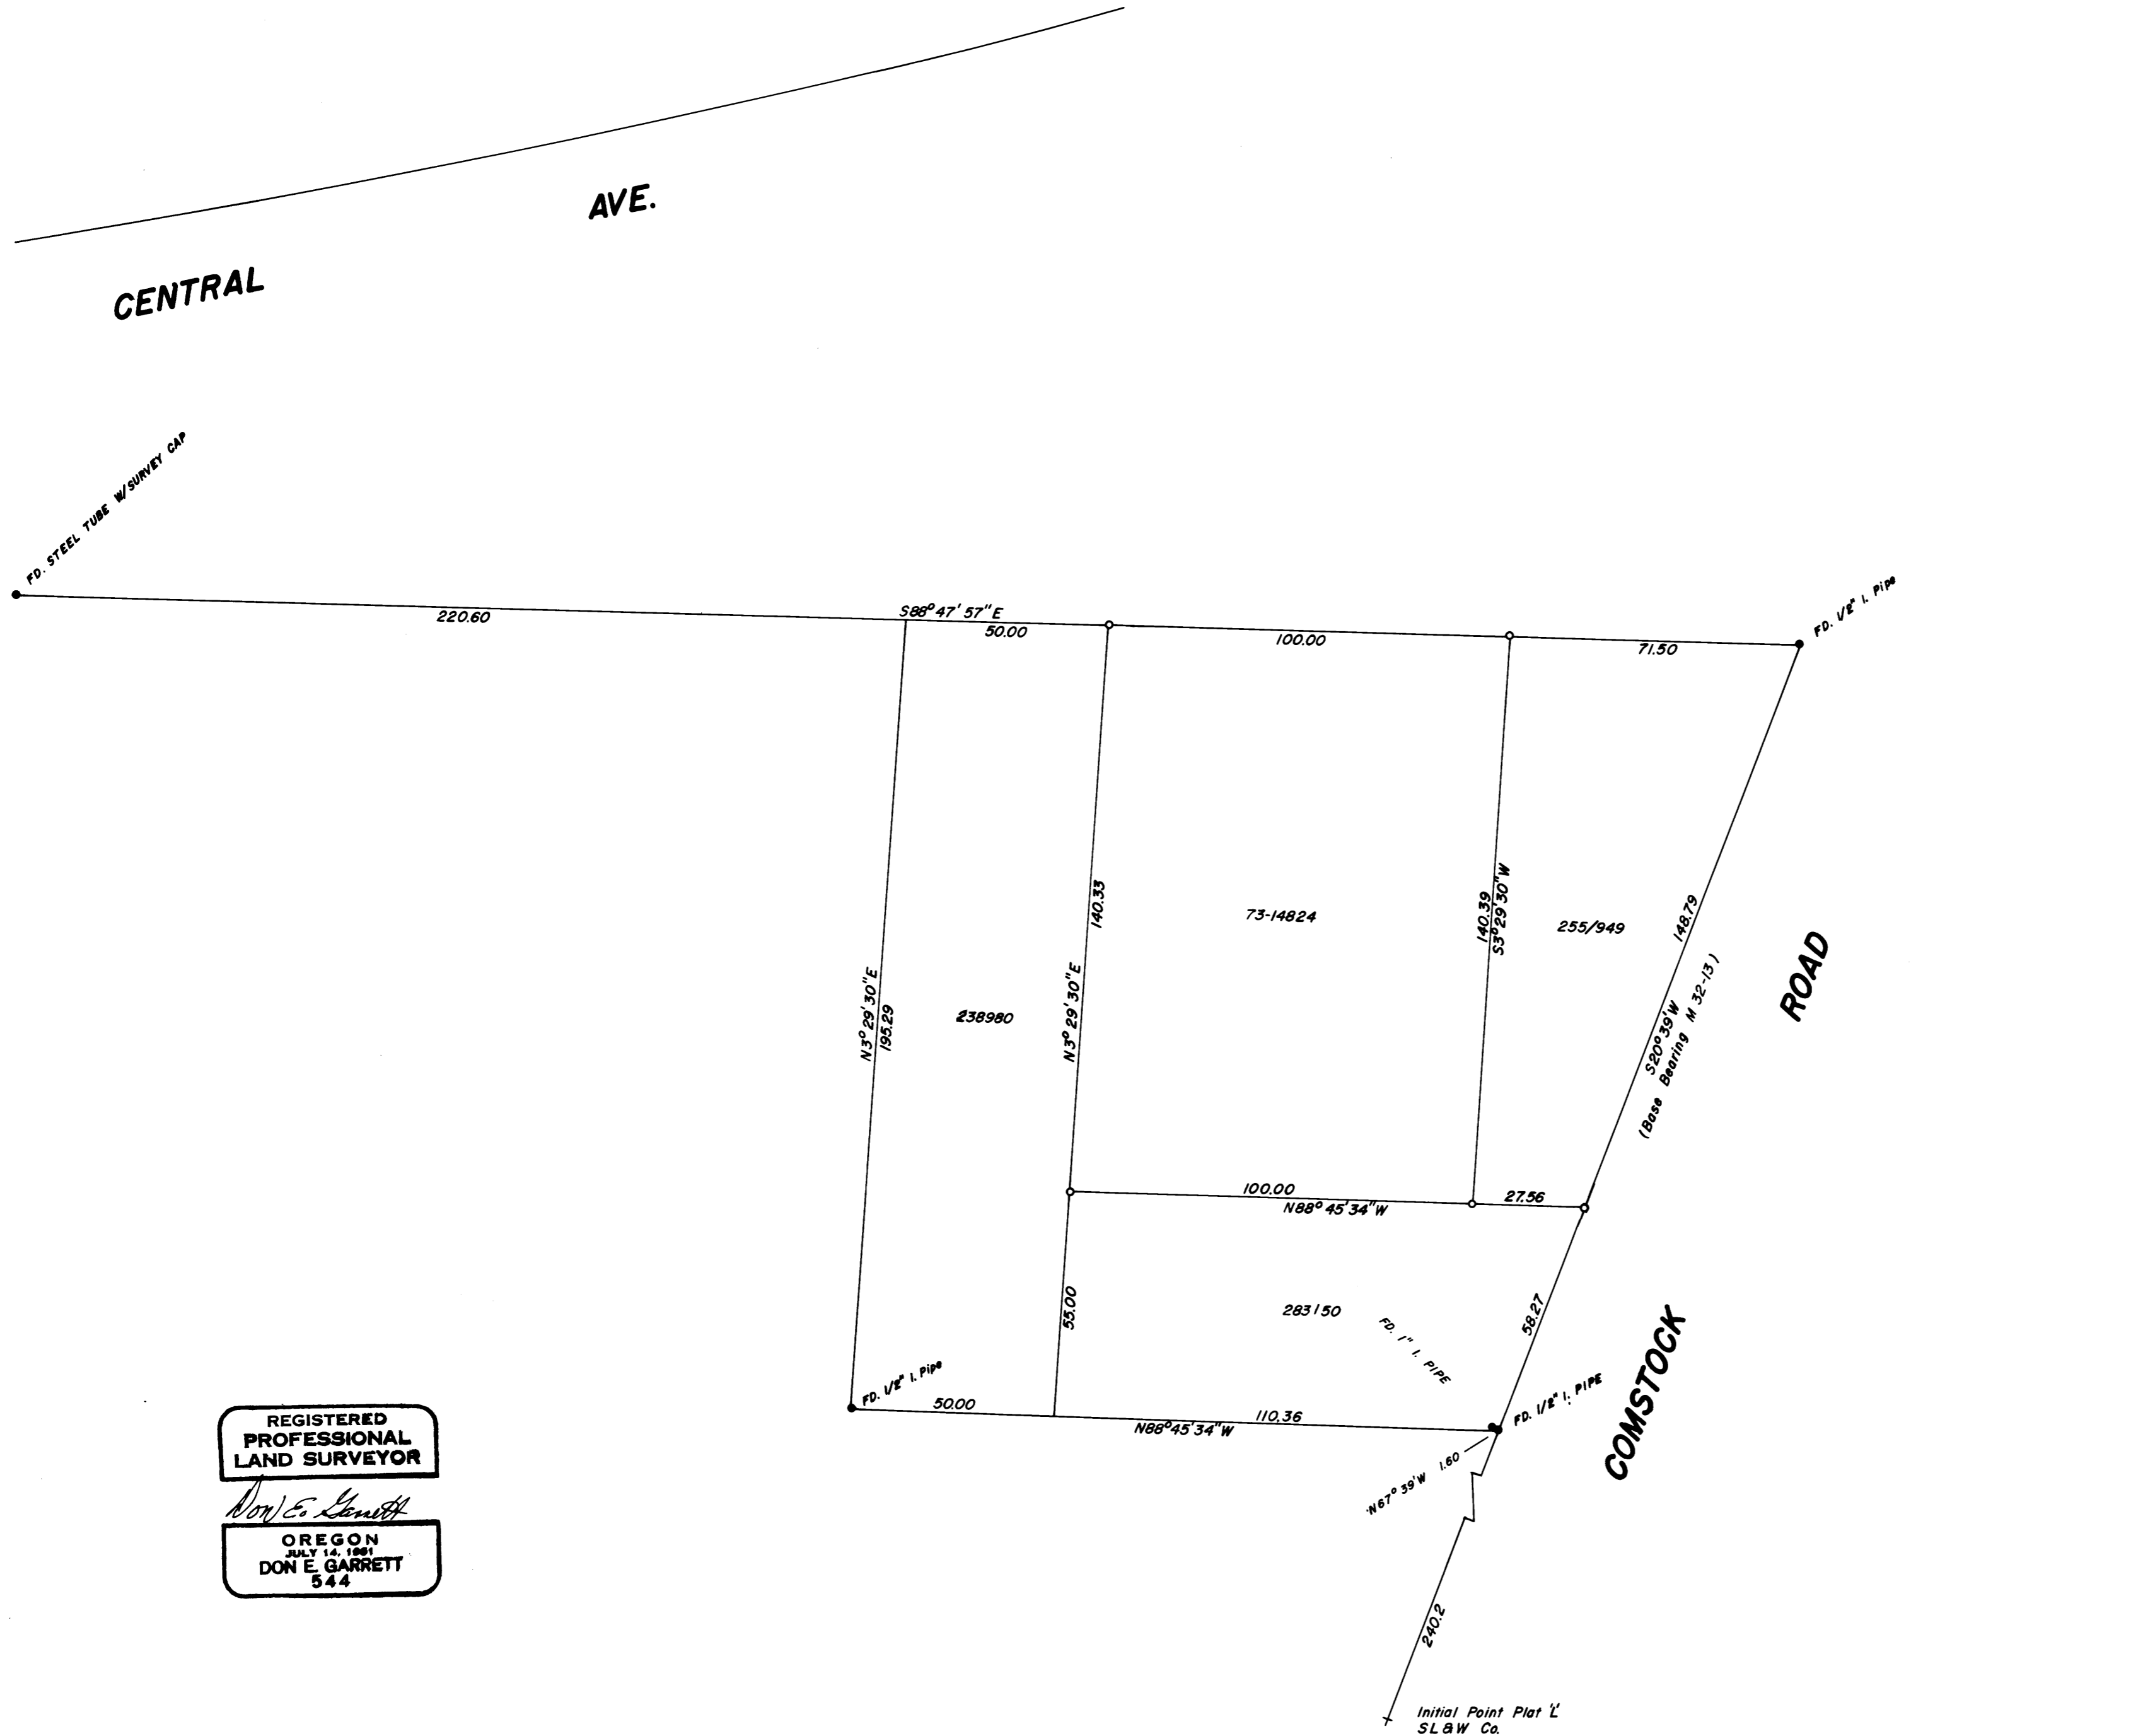 AVE.
CENTRAL
FD. STEEL TUBE W/SURVEY CAP
FD. 1/2" I. Pipe
S88° 47' 57" E
220.60
50.00
100.00
71.50
140.33
N3° 29' 30" E
140.39
S3° 29' 30" W
73-14824
255/949
148.79
S20° 39' W
(Base Bearing M 32-13)
ROAD
N3° 29' 30" E
195.29
238980
100.00
N88° 45' 34" W
27.56
55.00
283150
FD. 1" I. PIPE
58.27
COMSTOCK
FD. 1/2" I. Pipe
50.00
110.36
N88° 45' 34" W
FD. 1/2" I. PIPE
N67° 39' W 1.60
240.2
Initial Point Plat 'L'
SL & W Co.
REGISTERED
PROFESSIONAL
LAND SURVEYOR
Don E. Garrett
OREGON
JULY 14, 1961
DON E. GARRETT
544